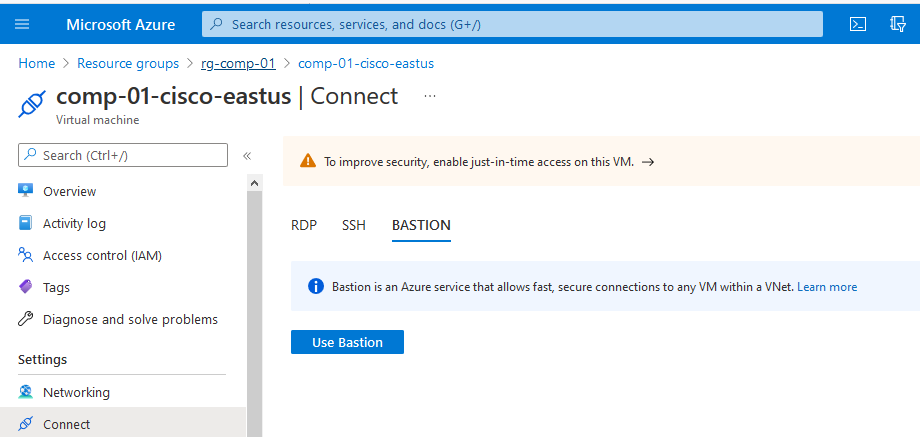 Microsoft Azure
Search resources, services, and docs (G+/)
Home > Resource groups > rg-comp-01 > comp-01-cisco-eastus
comp-01-cisco-eastus | Connect ...
Virtual machine
Search (Ctrl+/) «
Overview
Activity log
Access control (IAM)
Tags
Diagnose and solve problems
Settings
Networking
Connect
To improve security, enable just-in-time access on this VM. →
RDP SSH BASTION
Bastion is an Azure service that allows fast, secure connections to any VM within a VNet. Learn more
Use Bastion